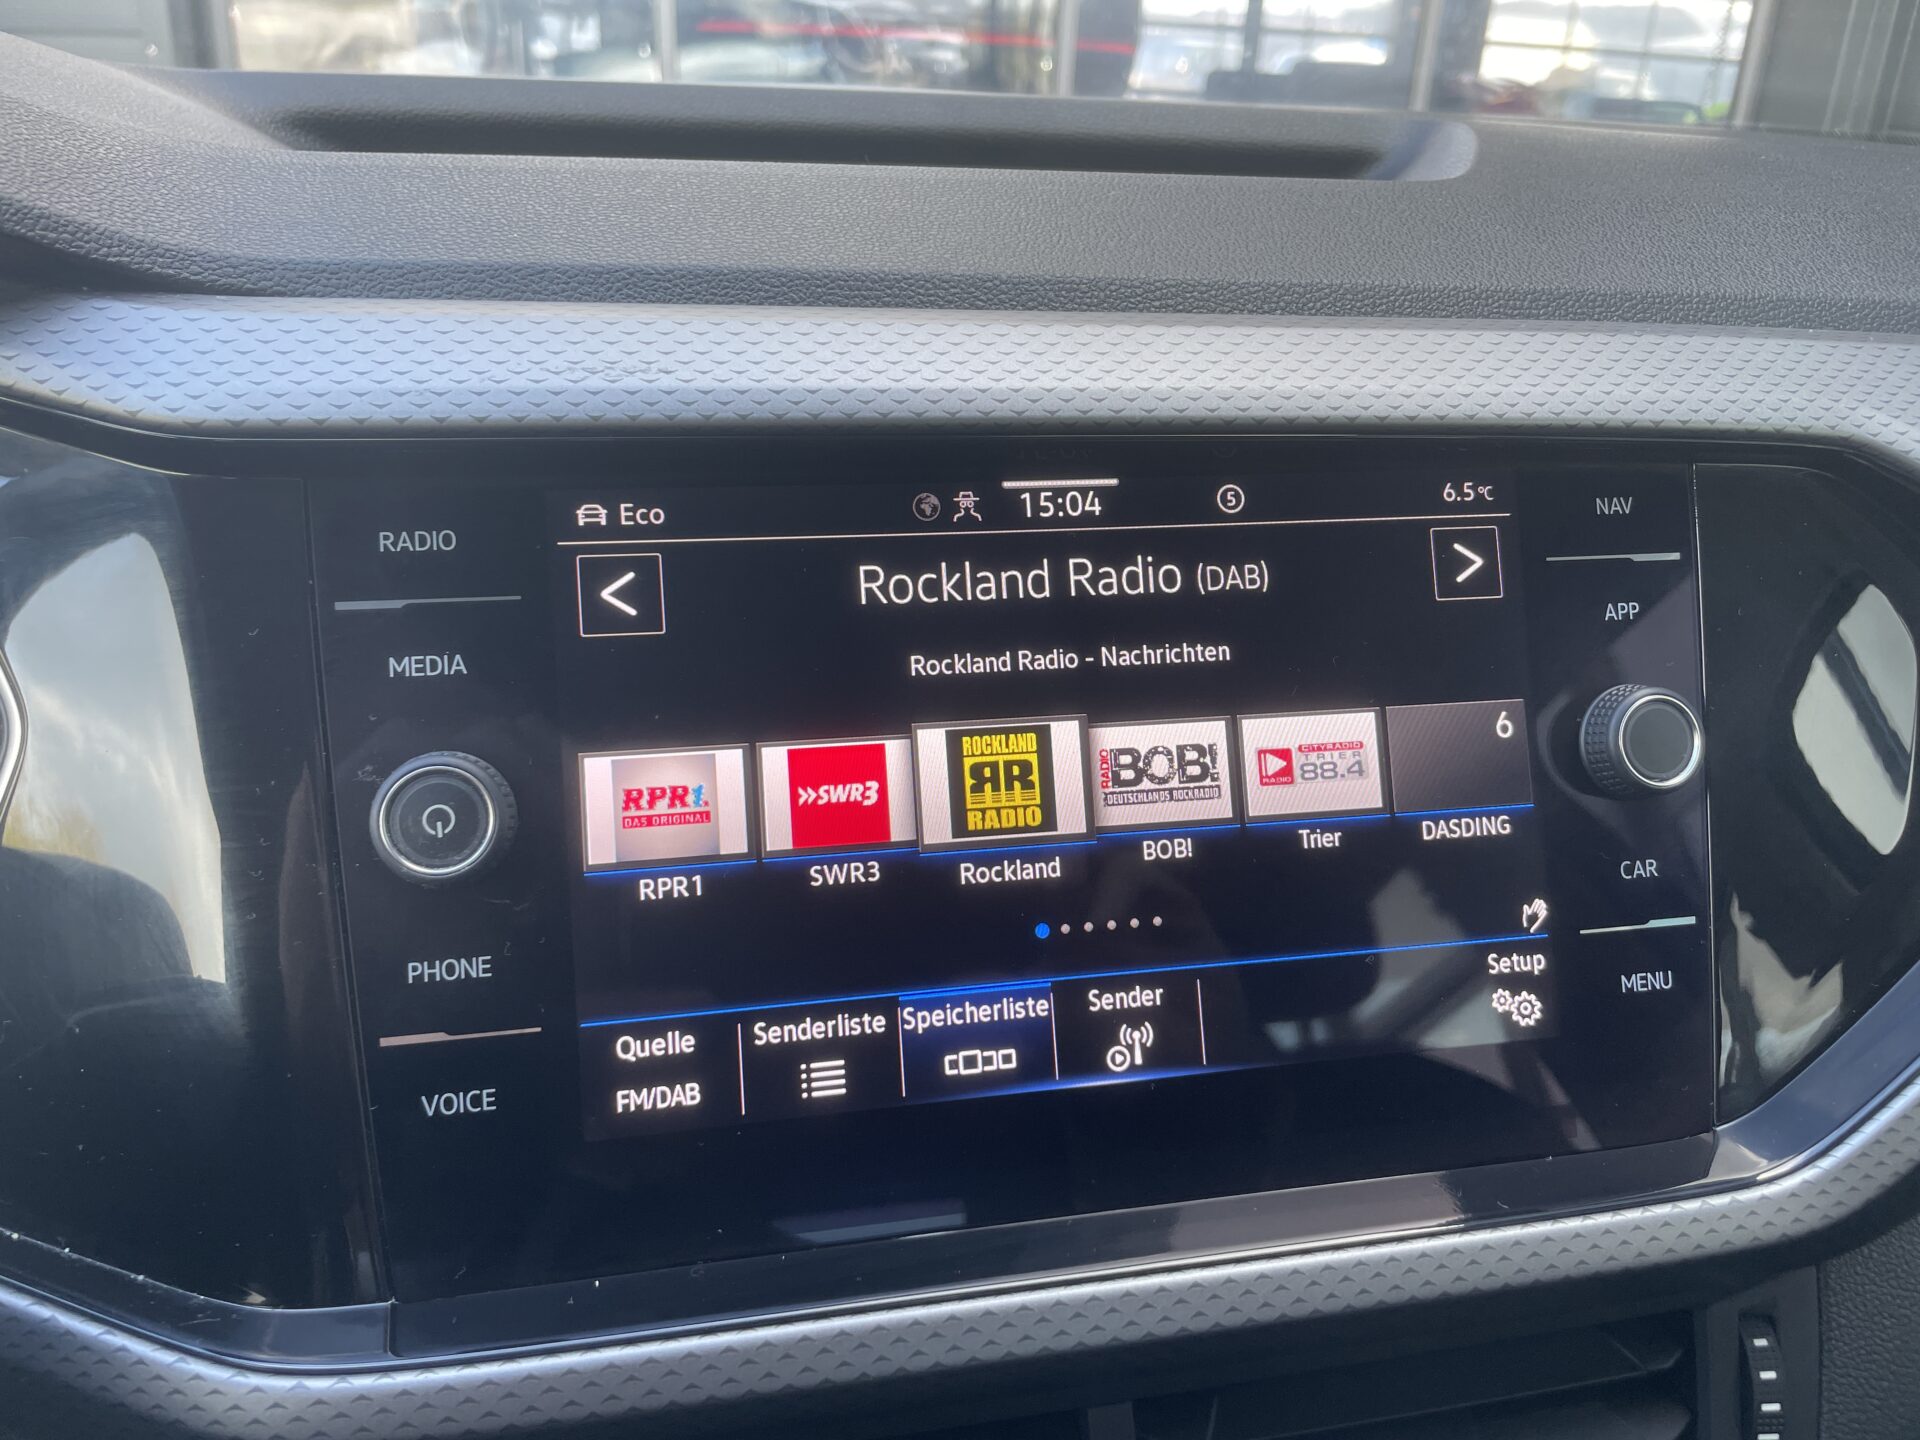 Eco
15:04
5
6.5°C
RADIO
MEDIA
PHONE
VOICE
<
Rockland Radio (DAB)
>
Rockland Radio - Nachrichten
RPR1.
DAS ORIGINAL
SWR3
ROCKLAND
RR
RADIO
RADIO
BOB!
DEUTSCHLANDS ROCKRADIO
RADIO
CITYRADIO
TRIER
88.4
6
RPR1
SWR3
Rockland
BOB!
Trier
DASDING
Quelle
FM/DAB
Senderliste
Speicherliste
Sender
Setup
NAV
APP
CAR
MENU